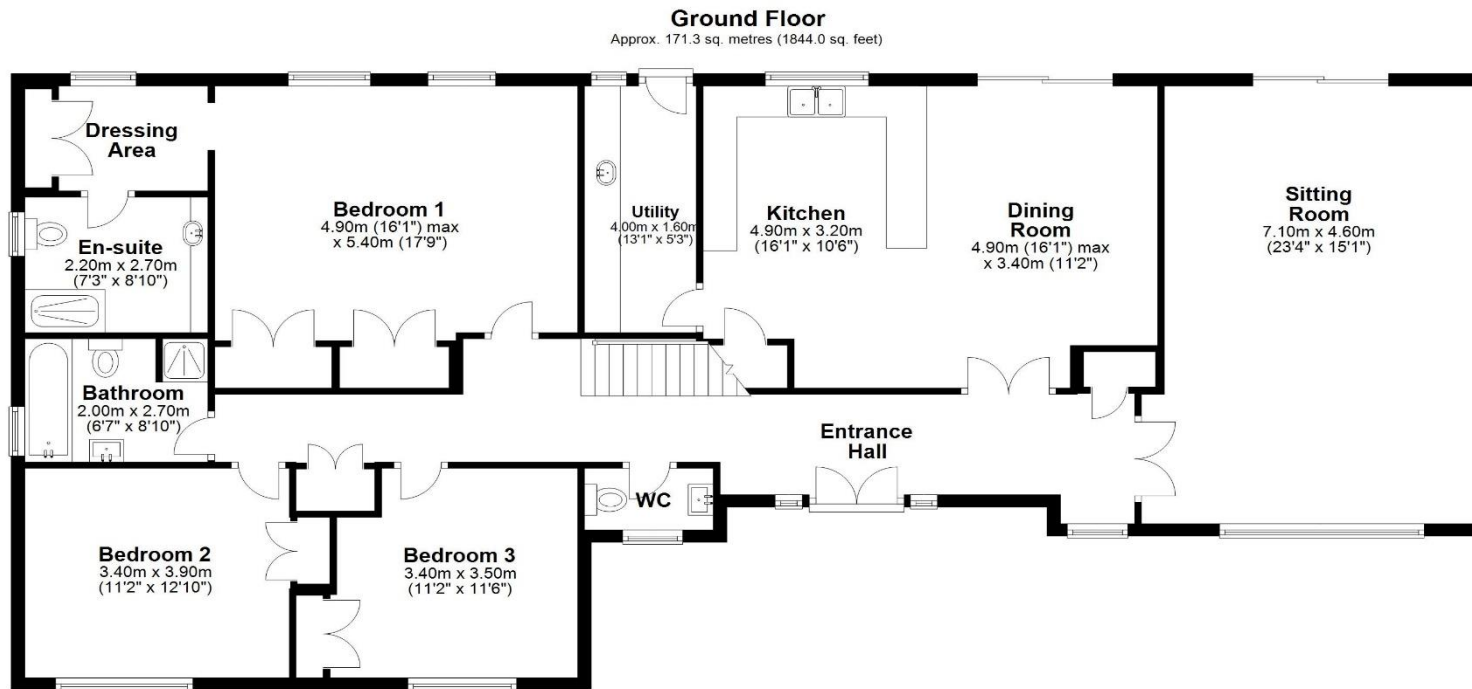 Ground Floor
Approx. 171.3 sq. metres (1844.0 sq. feet)
Dressing
Area
En-suite
2.20m x 2.70m
(7'3" x 8'10")
Bedroom 1
4.90m (16'1") max
x 5.40m (17'9")
Utility
4.00m x 1.60m
(13'1" x 5'3")
Kitchen
4.90m x 3.20m
(16'1" x 10'6")
Dining
Room
4.90m (16'1") max
x 3.40m (11'2")
Sitting
Room
7.10m x 4.60m
(23'4" x 15'1")
Bathroom
2.00m x 2.70m
(6'7" x 8'10")
Entrance
Hall
WC
Bedroom 2
3.40m x 3.90m
(11'2" x 12'10")
Bedroom 3
3.40m x 3.50m
(11'2" x 11'6")